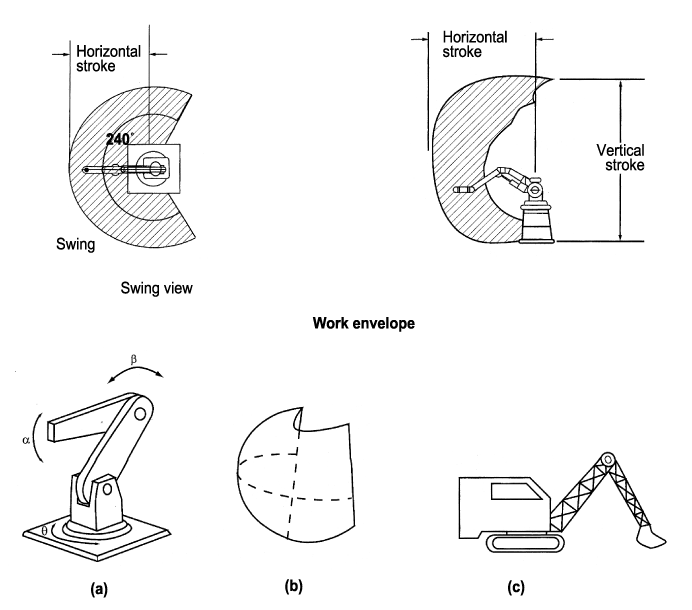 Horizontal
stroke
240°
Swing
Swing view
Horizontal
stroke
Vertical
stroke
Work envelope
β
α
θ
(a)
(b)
(c)